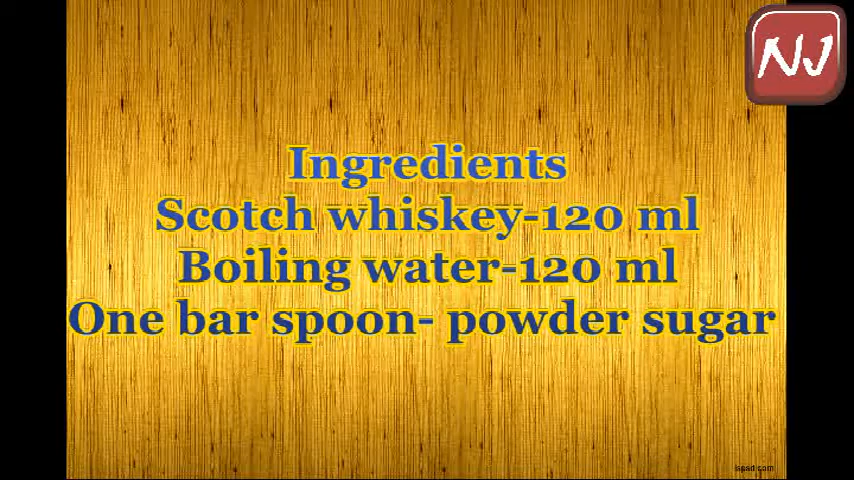 NJ
Ingredients
Scotch whiskey-120 ml
Boiling water-120 ml
One bar spoon- powder sugar